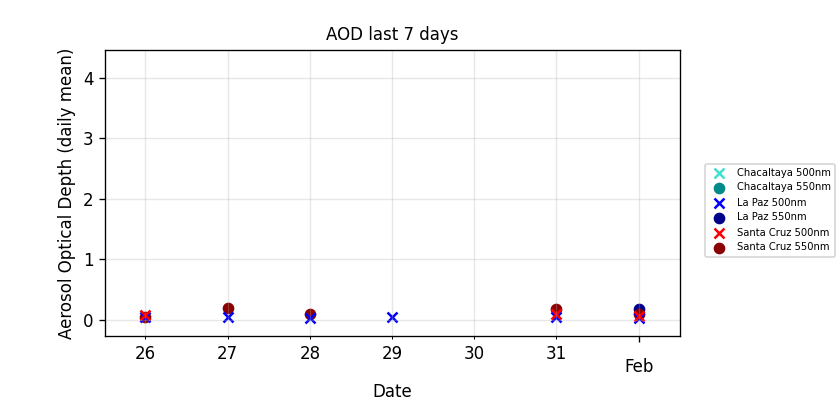 AOD last 7 days
Aerosol Optical Depth (daily mean)
4
3
2
1
0
26 27 28 29 30 31
Feb
Date
Chacaltaya 500nm
Chacaltaya 550nm
La Paz 500nm
La Paz 550nm
Santa Cruz 500nm
Santa Cruz 550nm